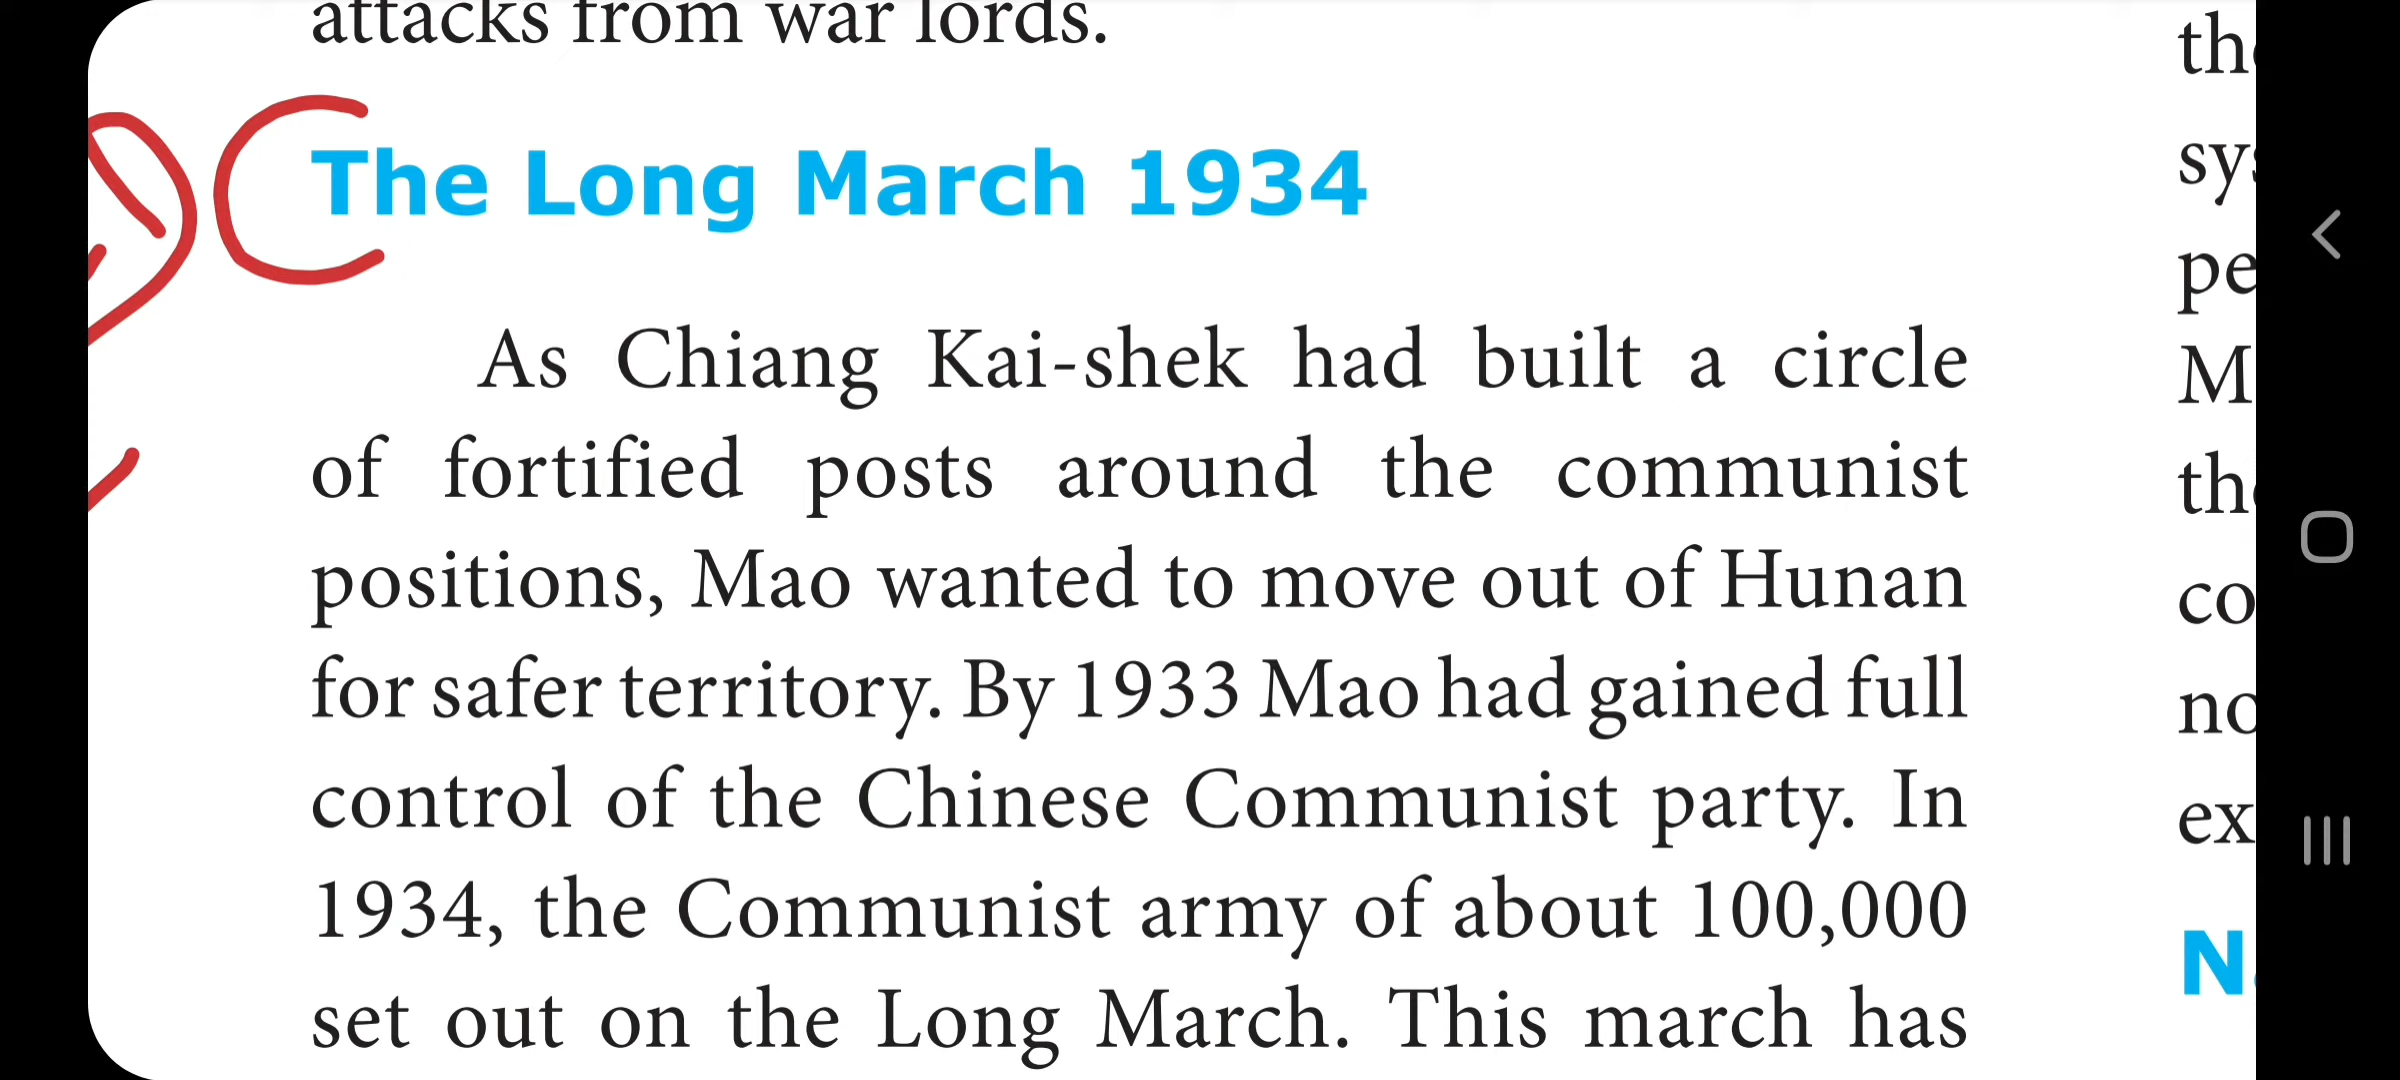 attacks from war lords.
The Long March 1934
As Chiang Kai-shek had built a circle
of fortified posts around the communist
positions, Mao wanted to move out of Hunan
for safer territory. By 1933 Mao had gained full
control of the Chinese Communist party. In
1934, the Communist army of about 100,000
set out on the Long March. This march has